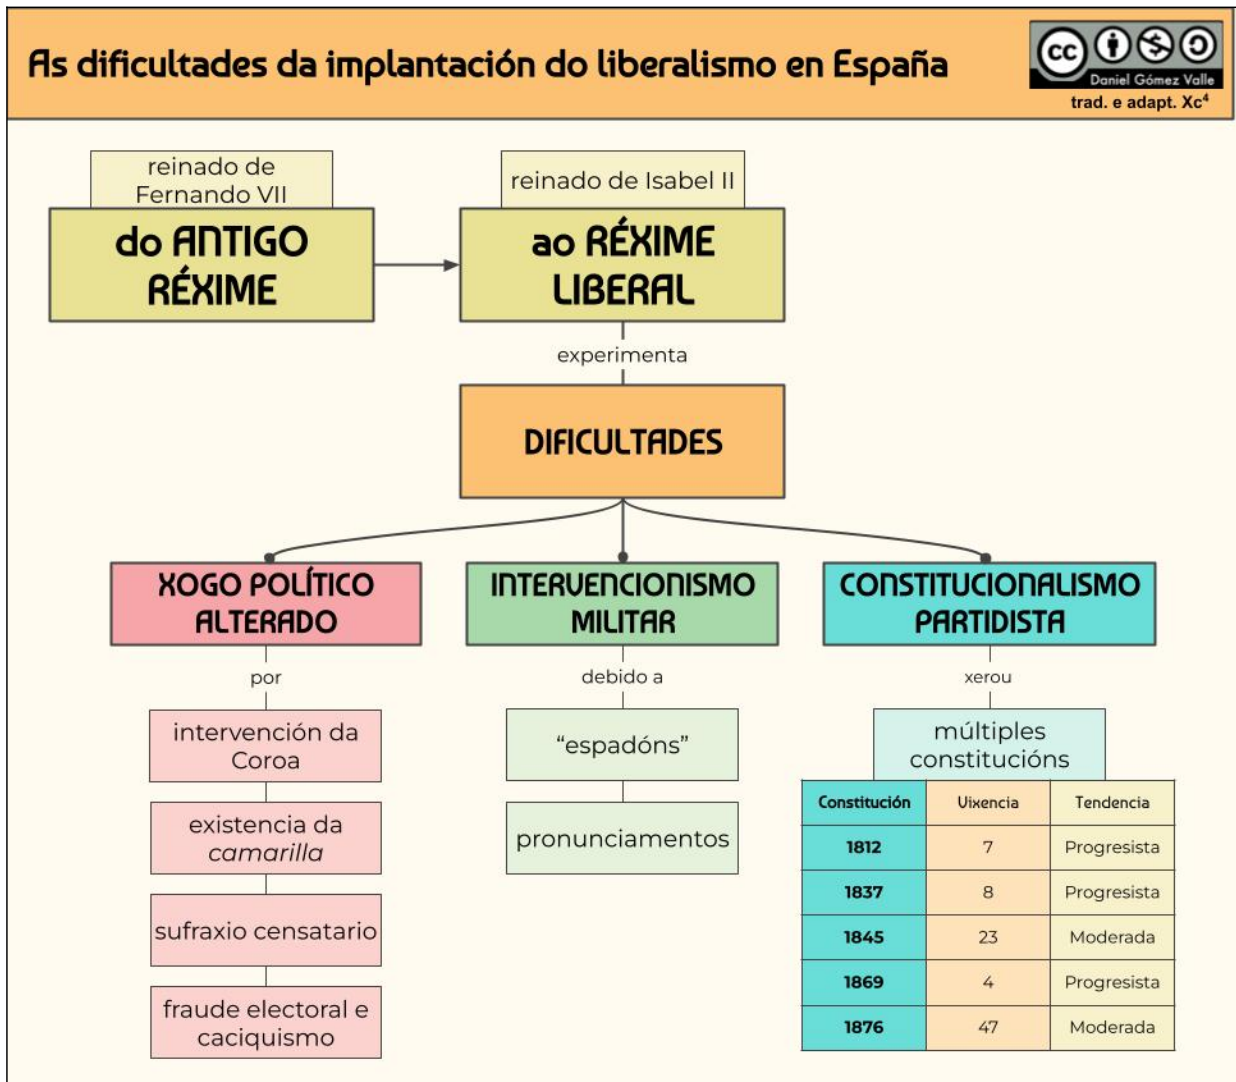 As dificultades da implantación do liberalismo en España
cc
Daniel Gómez Valle
trad. e adapt. Xc⁴
reinado de
Fernando VII
do ANTIGO
RÉXIME
reinado de Isabel II
ao RÉXIME
LIBERAL
experimenta
DIFICULTADES
XOGO POLÍTICO
ALTERADO
por
intervención da
Coroa
existencia da
camarilla
sufraxio censatario
fraude electoral e
caciquismo
INTERVENCIONISMO
MILITAR
debido a
“espadóns”
pronunciamentos
CONSTITUCIONALISMO
PARTIDISTA
xerou
múltiples
constitucións
Constitución Vixencia Tendencia
1812 7 Progresista
1837 8 Progresista
1845 23 Moderada
1869 4 Progresista
1876 47 Moderada